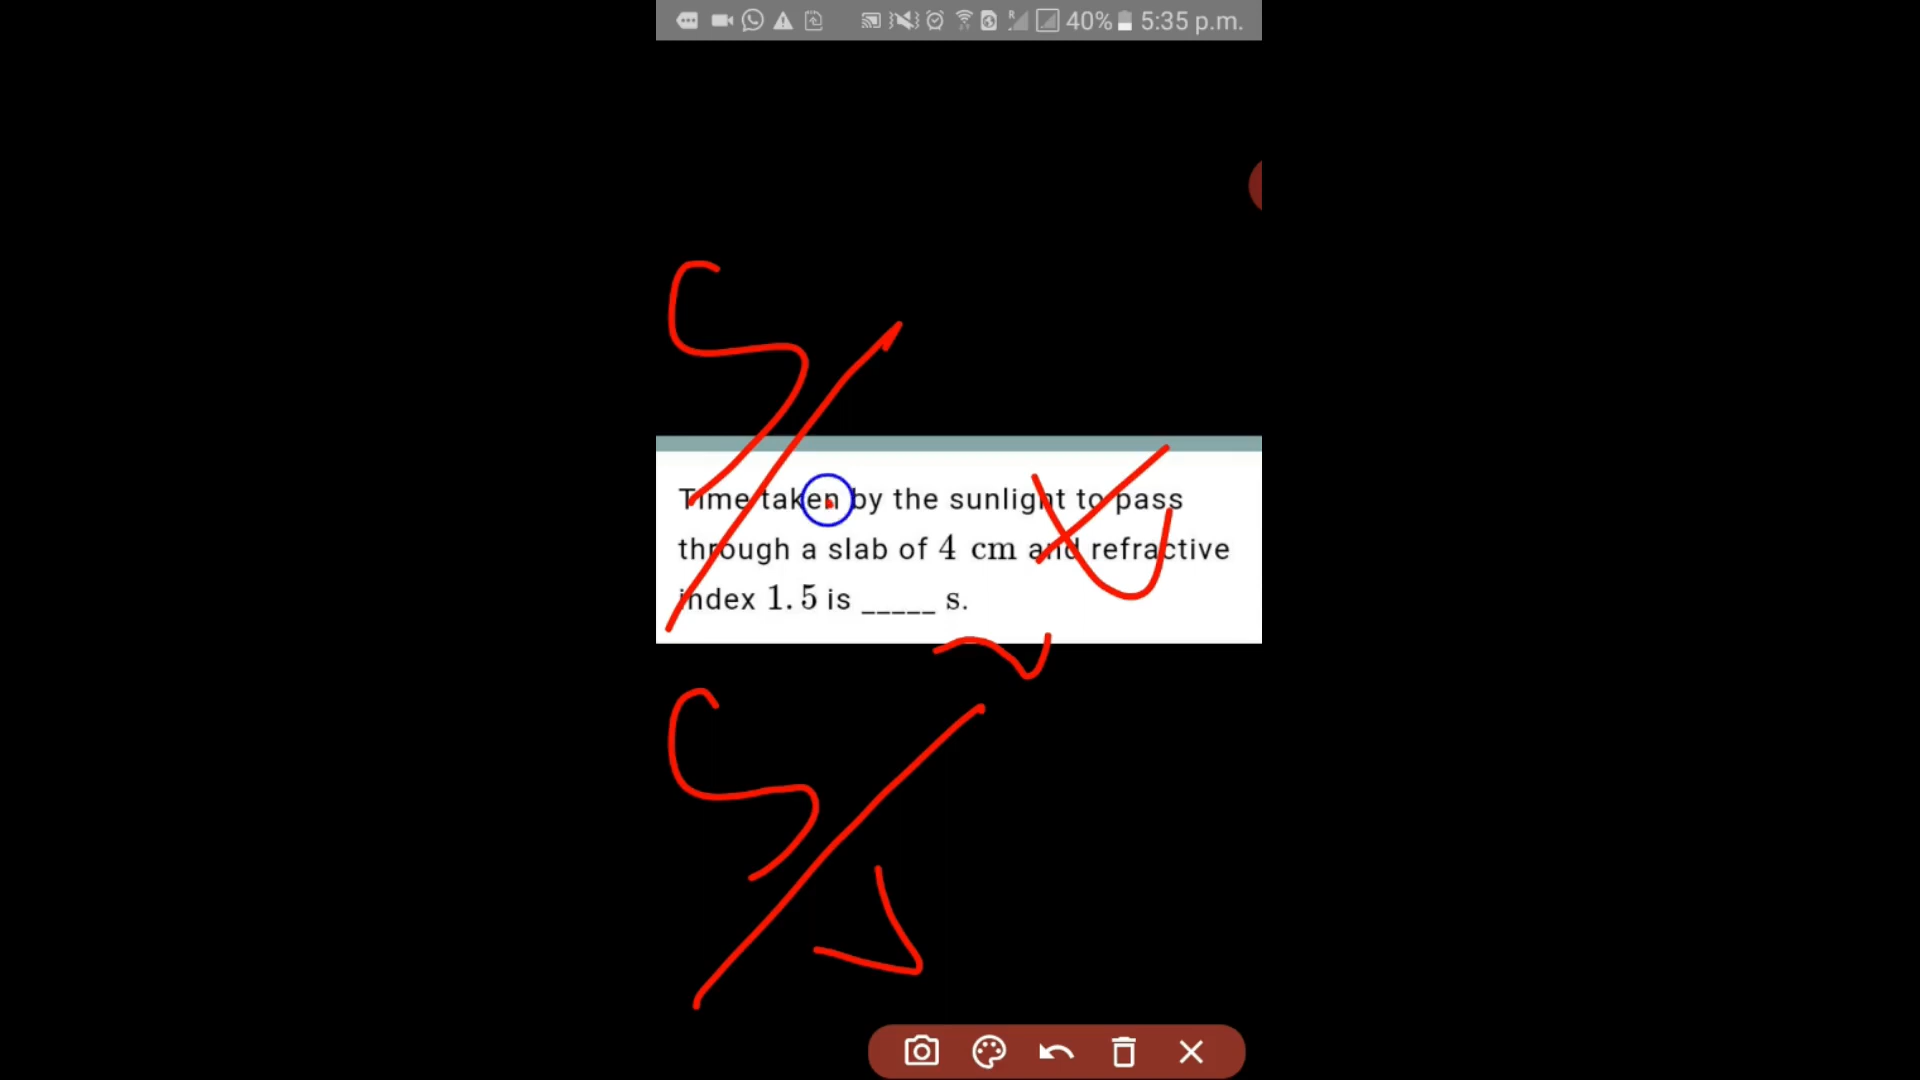 R 40% 5:35 p.m.
Time taken by the sunlight to pass
through a slab of 4 cm and refractive
index 1.5 is _____ s.